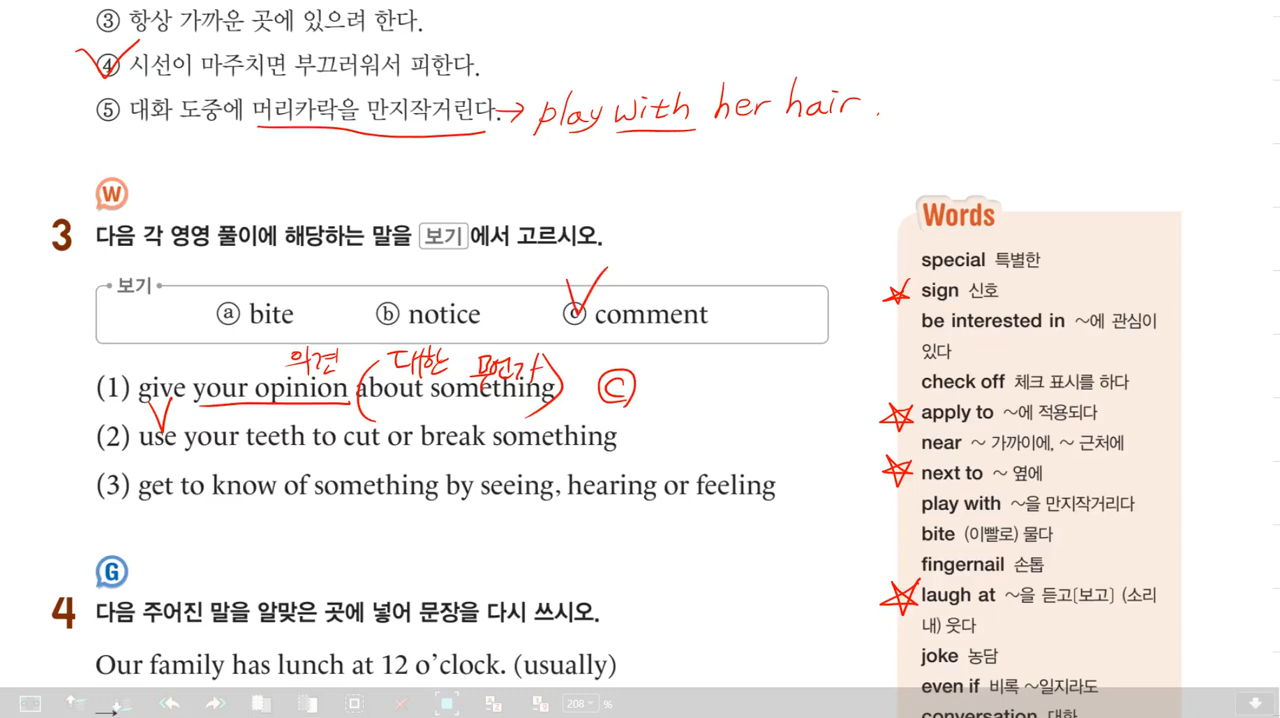 ③ 항상 가까운 곳에 있으려 한다.
④ 시선이 마주치면 부끄러워서 피한다.
⑤ 대화 도중에 머리카락을 만지작거린다. → play with her hair.
W
3 다음 각 영영 풀이에 해당하는 말을 보기 에서 고르시오.
보기
ⓐ bite ⓑ notice ⓒ comment
의견 대한 무언가
(1) give your opinion about something ⓒ
(2) use your teeth to cut or break something
(3) get to know of something by seeing, hearing or feeling
G
4 다음 주어진 말을 알맞은 곳에 넣어 문장을 다시 쓰시오.
Our family has lunch at 12 o’clock. (usually)
→
Words
special 특별한
sign 신호
be interested in ~에 관심이
있다
check off 체크 표시를 하다
apply to ~에 적용되다
near ~ 가까이에, ~ 근처에
next to ~ 옆에
play with ~을 만지작거리다
bite (이빨로) 물다
fingernail 손톱
laugh at ~을 듣고[보고] (소리
내) 웃다
joke 농담
even if 비록 ~일지라도
conversation 대화
208 %